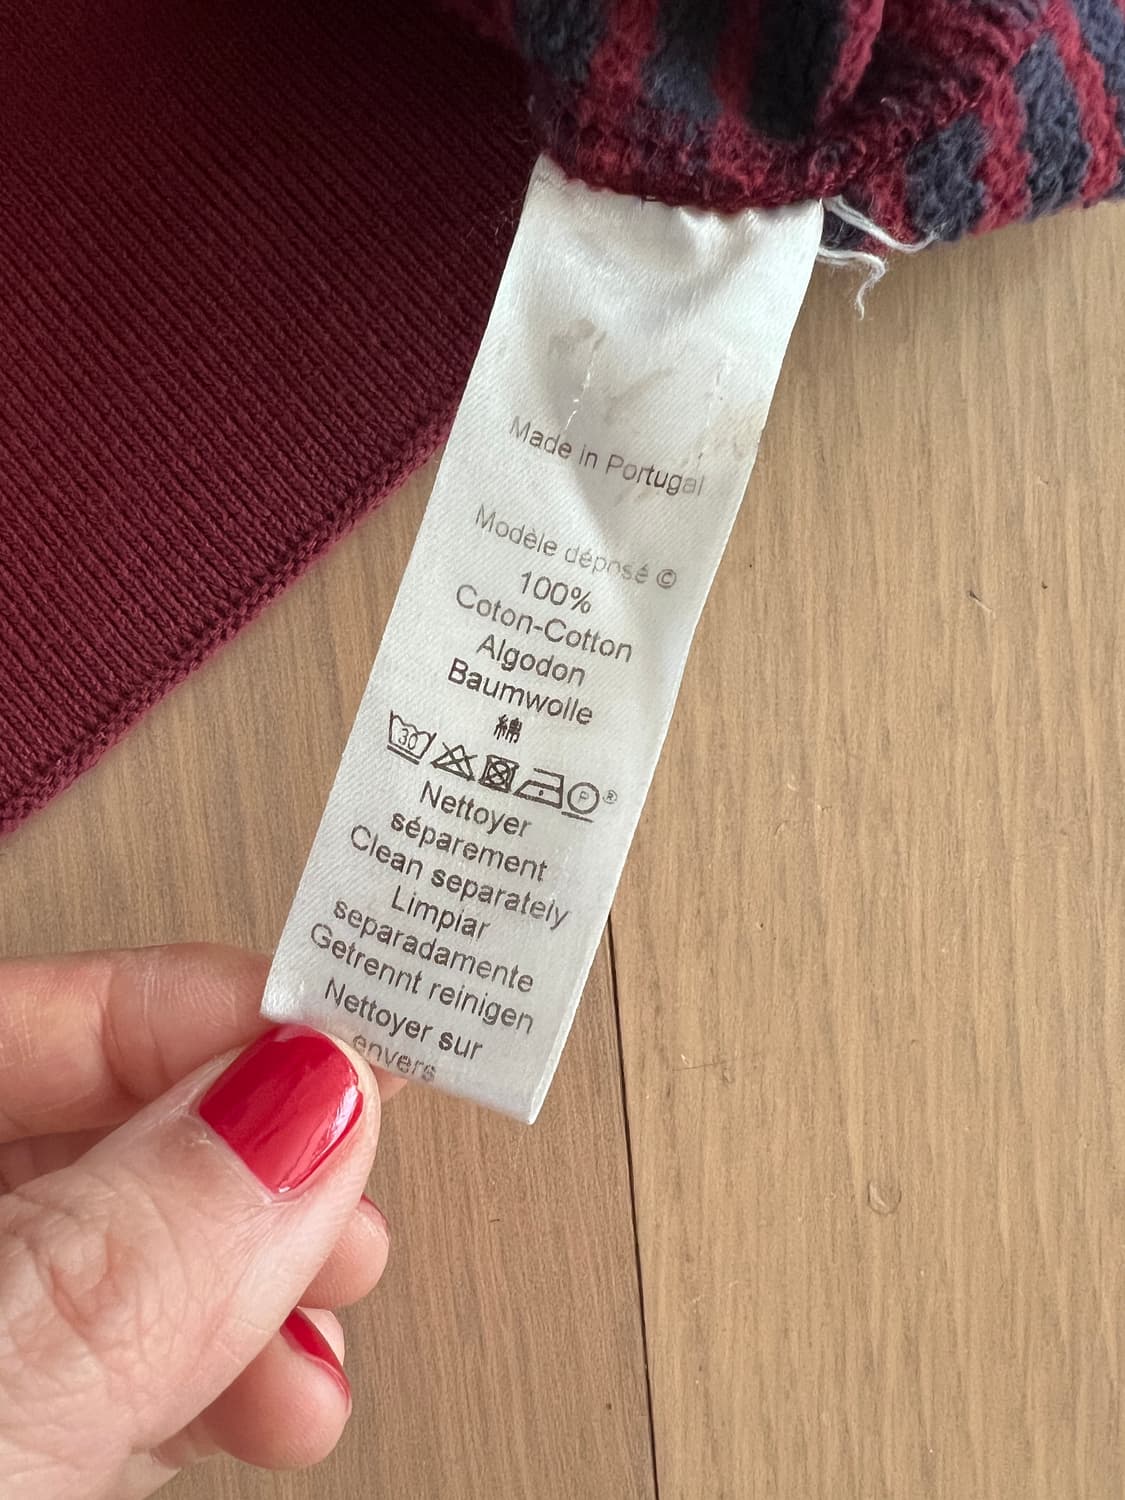 Made in Portugal
Modèle déposé ©
100%
Coton-Cotton
Algodon
Baumwolle
綿
30 P ®
Nettoyer
séparement
Clean separately
Limpiar
separadamente
Getrennt reinigen
Nettoyer sur
envers